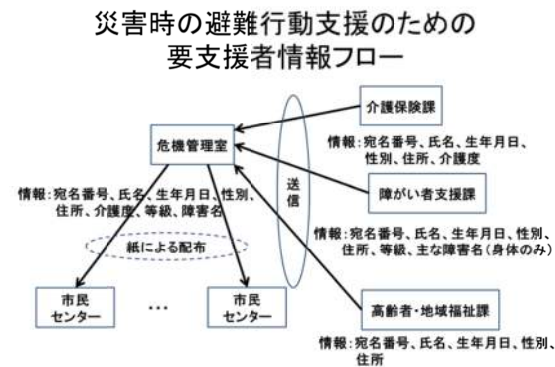 災害時の避難行動支援のための
要支援者情報フロー
介護保険課
危機管理室
情報：宛名番号、氏名、生年月日、
性別、住所、介護度
送信
障がい者支援課
情報：宛名番号、氏名、生年月日、性別、
住所、介護度、等級、障害名
情報：宛名番号、氏名、生年月日、性別、
住所、等級、主な障害名（身体のみ）
紙による配布
市民
センター
…
市民
センター
高齢者・地域福祉課
情報：宛名番号、氏名、生年月日、性別、
住所